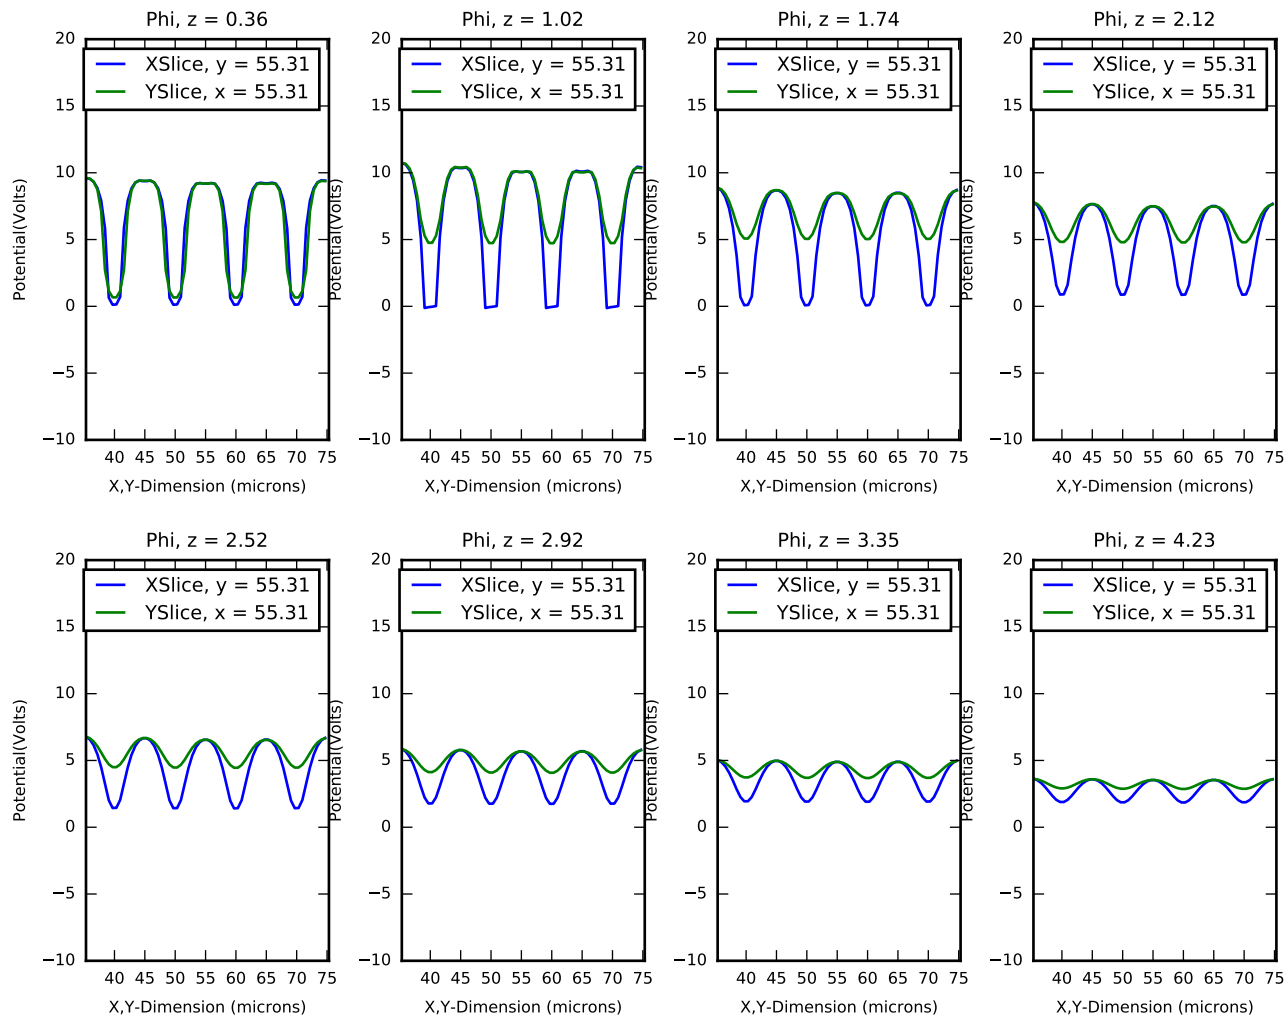 Phi, z = 0.36
XSlice, y = 55.31
YSlice, x = 55.31
20
15
10
5
0
−5
−10
40 45 50 55 60 65 70 75
X,Y-Dimension (microns)
Potential(Volts)
Phi, z = 1.02
XSlice, y = 55.31
YSlice, x = 55.31
20
15
10
5
0
−5
−10
40 45 50 55 60 65 70 75
X,Y-Dimension (microns)
Potential(Volts)
Phi, z = 1.74
XSlice, y = 55.31
YSlice, x = 55.31
20
15
10
5
0
−5
−10
40 45 50 55 60 65 70 75
X,Y-Dimension (microns)
Potential(Volts)
Phi, z = 2.12
XSlice, y = 55.31
YSlice, x = 55.31
20
15
10
5
0
−5
−10
40 45 50 55 60 65 70 75
X,Y-Dimension (microns)
Potential(Volts)
Phi, z = 2.52
XSlice, y = 55.31
YSlice, x = 55.31
20
15
10
5
0
−5
−10
40 45 50 55 60 65 70 75
X,Y-Dimension (microns)
Potential(Volts)
Phi, z = 2.92
XSlice, y = 55.31
YSlice, x = 55.31
20
15
10
5
0
−5
−10
40 45 50 55 60 65 70 75
X,Y-Dimension (microns)
Potential(Volts)
Phi, z = 3.35
XSlice, y = 55.31
YSlice, x = 55.31
20
15
10
5
0
−5
−10
40 45 50 55 60 65 70 75
X,Y-Dimension (microns)
Potential(Volts)
Phi, z = 4.23
XSlice, y = 55.31
YSlice, x = 55.31
20
15
10
5
0
−5
−10
40 45 50 55 60 65 70 75
X,Y-Dimension (microns)
Potential(Volts)